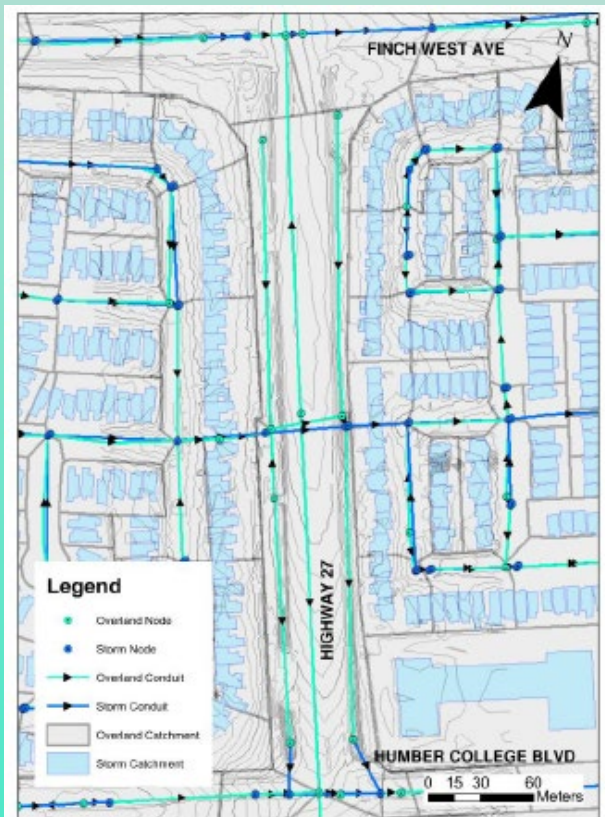 FINCH WEST AVE
N
HIGHWAY 27
Legend
Overland Node
Storm Node
Overland Conduit
Storm Conduit
Overland Catchment
Storm Catchment
HUMBER COLLEGE BLVD
0 15 30 60
Meters